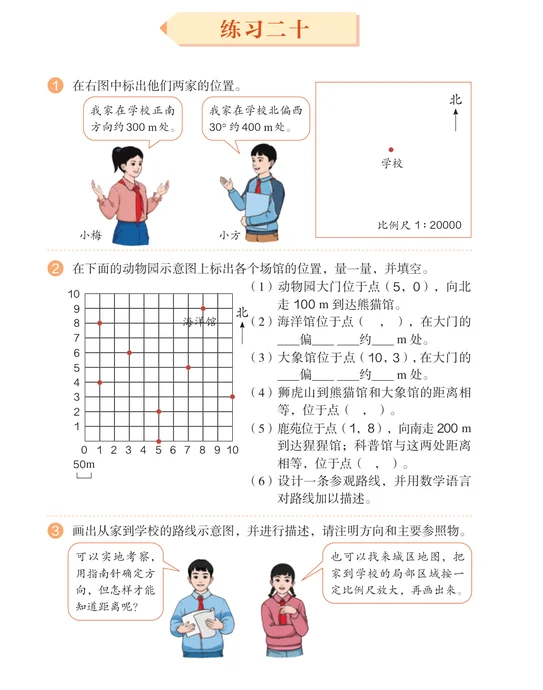 练习二十
1 在右图中标出他们两家的位置。
我家在学校正南
方向约300 m处。
我家在学校北偏西
30°约400 m处。
小梅
小方
北
学校
比例尺 1∶20000
2 在下面的动物园示意图上标出各个场馆的位置，量一量，并填空。
10
9
8
7
6
5
4
3
2
1
0 1 2 3 4 5 6 7 8 9 10
海洋馆
北
50m
（1）动物园大门位于点（5，0），向北
走 100 m 到达熊猫馆。
（2）海洋馆位于点（ ，），在大门的
___偏___ ___约___ m 处。
（3）大象馆位于点（10，3），在大门的
___偏___ ___约___ m 处。
（4）狮虎山到熊猫馆和大象馆的距离相
等，位于点（ ，）。
（5）鹿苑位于点（1，8），向南走 200 m
到达猩猩馆；科普馆与这两处距离
相等，位于点（ ，）。
（6）设计一条参观路线，并用数学语言
对路线加以描述。
3 画出从家到学校的路线示意图，并进行描述，请注明方向和主要参照物。
可以实地考察，
用指南针确定方
向，但怎样才能
知道距离呢？
也可以找来城区地图，把
家到学校的局部区域按一
定比例尺放大，再画出来。